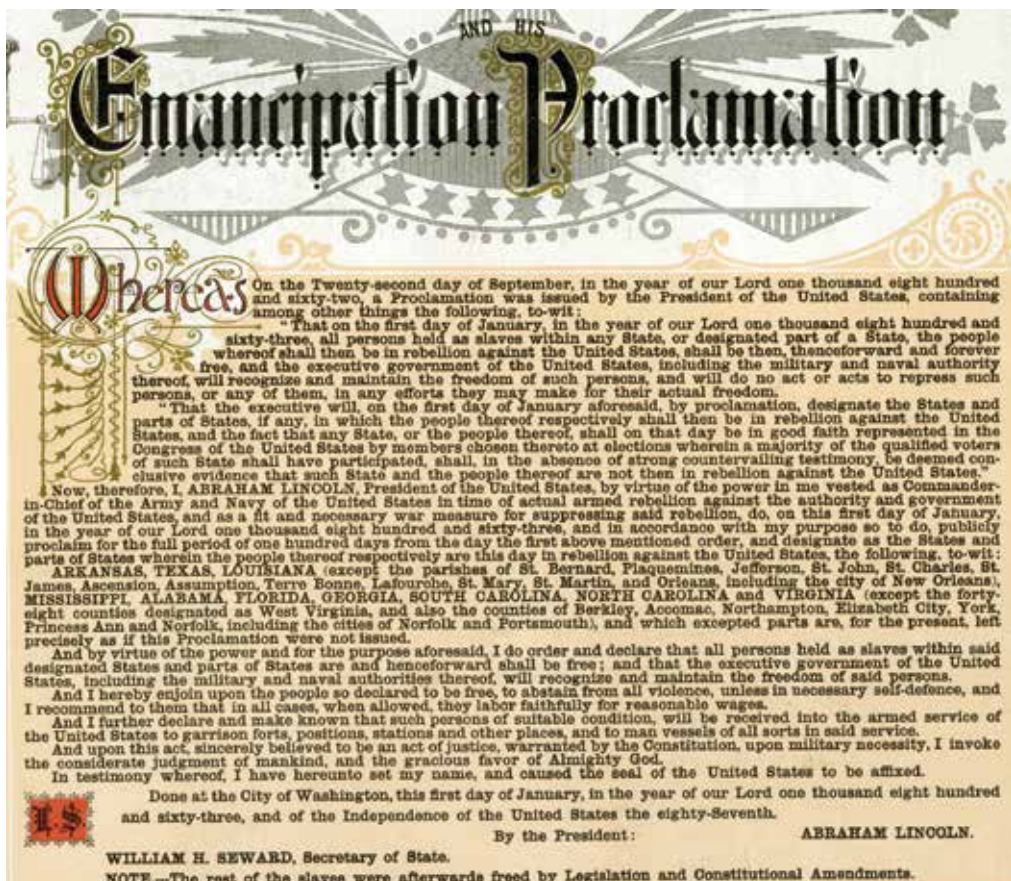 AND HIS
Emancipation Proclamation
Whereas On the Twenty-second day of September, in the year of our Lord one thousand eight hundred
and sixty-two, a Proclamation was issued by the President of the United States, containing
among other things the following, to-wit:
"That on the first day of January, in the year of our Lord one thousand eight hundred and
sixty-three, all persons held as slaves within any State, or designated part of a State, the people
whereof shall then be in rebellion against the United States, shall be then, thenceforward and forever
free, and the executive government of the United States, including the military and naval authority
thereof, will recognize and maintain the freedom of such persons, and will do no act or acts to repress such
persons, or any of them, in any efforts they may make for their actual freedom.
"That the executive will, on the first day of January aforesaid, by proclamation, designate the States and
parts of States, if any, in which the people thereof respectively shall then be in rebellion against the United
States, and the fact that any State, or the people thereof, shall on that day be in good faith represented in the
Congress of the United States by members chosen thereto at elections wherein a majority of the qualified voters
of such State shall have participated, shall, in the absence of strong countervailing testimony, be deemed con-
clusive evidence that such State and the people thereof are not then in rebellion against the United States."
Now, therefore, I, ABRAHAM LINCOLN, President of the United States, by virtue of the power in me vested as Commander-
in-Chief of the Army and Navy of the United States in time of actual armed rebellion against the authority and government
of the United States, and as a fit and necessary war measure for suppressing said rebellion, do, on this first day of January,
in the year of our Lord one thousand eight hundred and sixty-three, and in accordance with my purpose so to do, publicly
proclaim for the full period of one hundred days from the day the first above mentioned order, and designate as the States and
parts of States wherein the people thereof respectively are this day in rebellion against the United States, the following, to-wit:
ARKANSAS, TEXAS, LOUISIANA (except the parishes of St. Bernard, Plaquemines, Jefferson, St. John, St. Charles, St.
James, Ascension, Assumption, Terre Bonne, Lafourche, St. Mary, St. Martin, and Orleans, including the city of New Orleans),
MISSISSIPPI, ALABAMA, FLORIDA, GEORGIA, SOUTH CAROLINA, NORTH CAROLINA and VIRGINIA (except the forty-
eight counties designated as West Virginia, and also the counties of Berkley, Accomac, Northampton, Elizabeth City, York,
Princess Ann and Norfolk, including the cities of Norfolk and Portsmouth), and which excepted parts are, for the present, left
precisely as if this Proclamation were not issued.
And by virtue of the power and for the purpose aforesaid, I do order and declare that all persons held as slaves within said
designated States and parts of States are and henceforward shall be free; and that the executive government of the United
States, including the military and naval authorities thereof, will recognize and maintain the freedom of said persons.
And I hereby enjoin upon the people so declared to be free, to abstain from all violence, unless in necessary self-defence, and
I recommend to them that in all cases, when allowed, they labor faithfully for reasonable wages.
And I further declare and make known that such persons of suitable condition, will be received into the armed service of
the United States to garrison forts, positions, stations and other places, and to man vessels of all sorts in said service.
And upon this act, sincerely believed to be an act of justice, warranted by the Constitution, upon military necessity, I invoke
the considerate judgment of mankind, and the gracious favor of Almighty God.
In testimony whereof, I have hereunto set my name, and caused the seal of the United States to be affixed.
L.S. Done at the City of Washington, this first day of January, in the year of our Lord one thousand eight hundred
and sixty-three, and of the Independence of the United States the eighty-Seventh.
By the President: ABRAHAM LINCOLN.
WILLIAM H. SEWARD, Secretary of State.
NOTE.—The rest of the slaves were afterwards freed by Legislation and Constitutional Amendments.